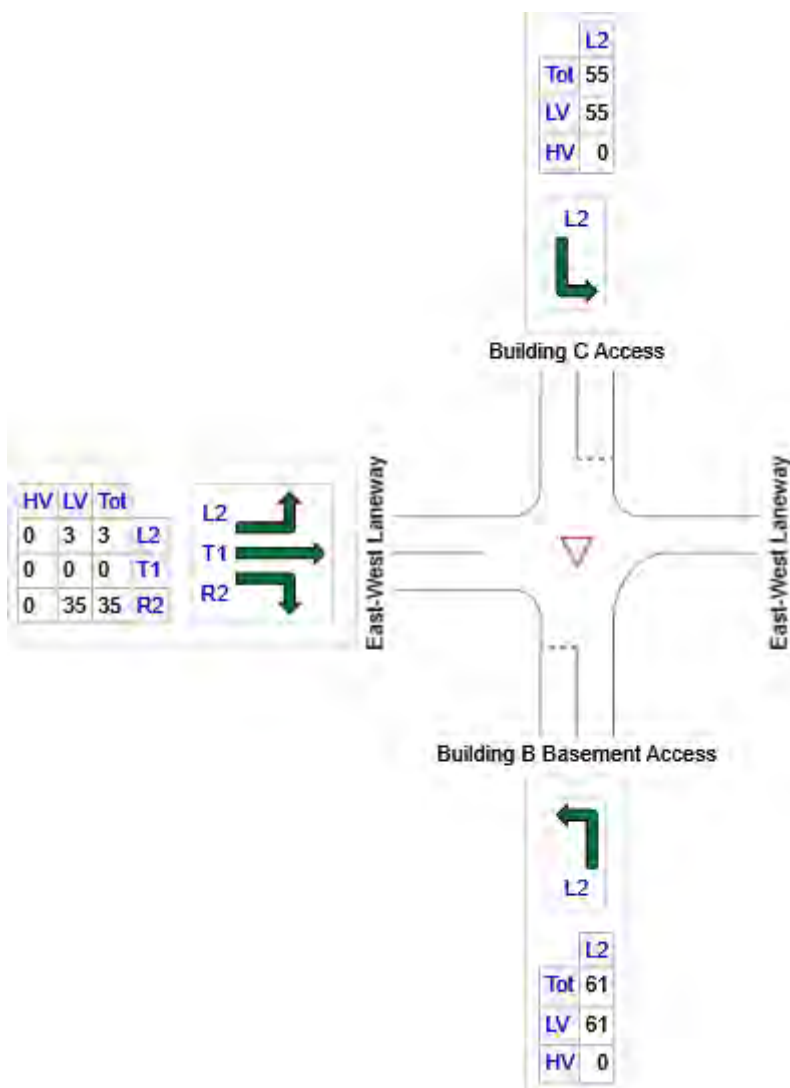 L2
Tot 55
LV 55
HV 0
L2
Building C Access
HV LV Tot
0 3 3 L2
0 0 0 T1
0 35 35 R2
L2
T1
R2
East-West Laneway
East-West Laneway
Building B Basement Access
L2
L2
Tot 61
LV 61
HV 0